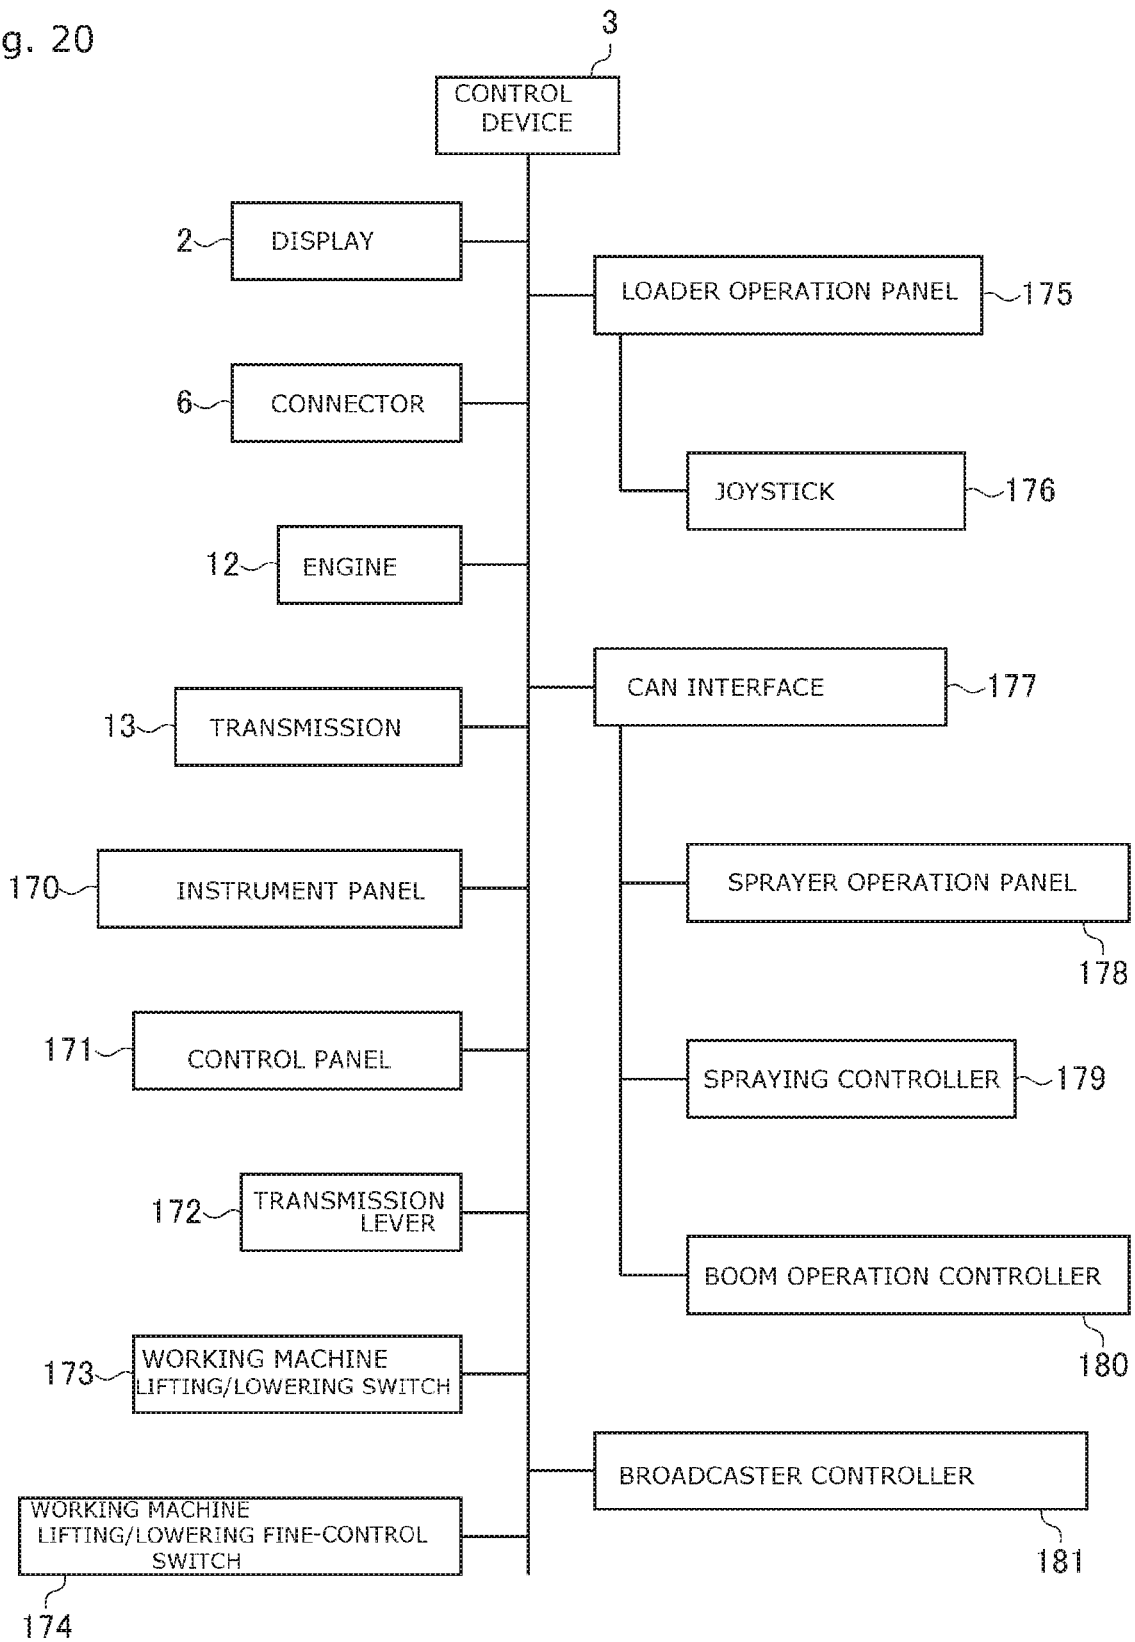 g. 20
3
CONTROL
DEVICE
2
DISPLAY
LOADER OPERATION PANEL
175
6
CONNECTOR
JOYSTICK
176
12
ENGINE
CAN INTERFACE
177
13
TRANSMISSION
170
INSTRUMENT PANEL
SPRAYER OPERATION PANEL
178
171
CONTROL PANEL
SPRAYING CONTROLLER
179
172
TRANSMISSION
LEVER
BOOM OPERATION CONTROLLER
180
173
WORKING MACHINE
LIFTING/LOWERING SWITCH
BROADCASTER CONTROLLER
181
WORKING MACHINE
LIFTING/LOWERING FINE-CONTROL
SWITCH
174